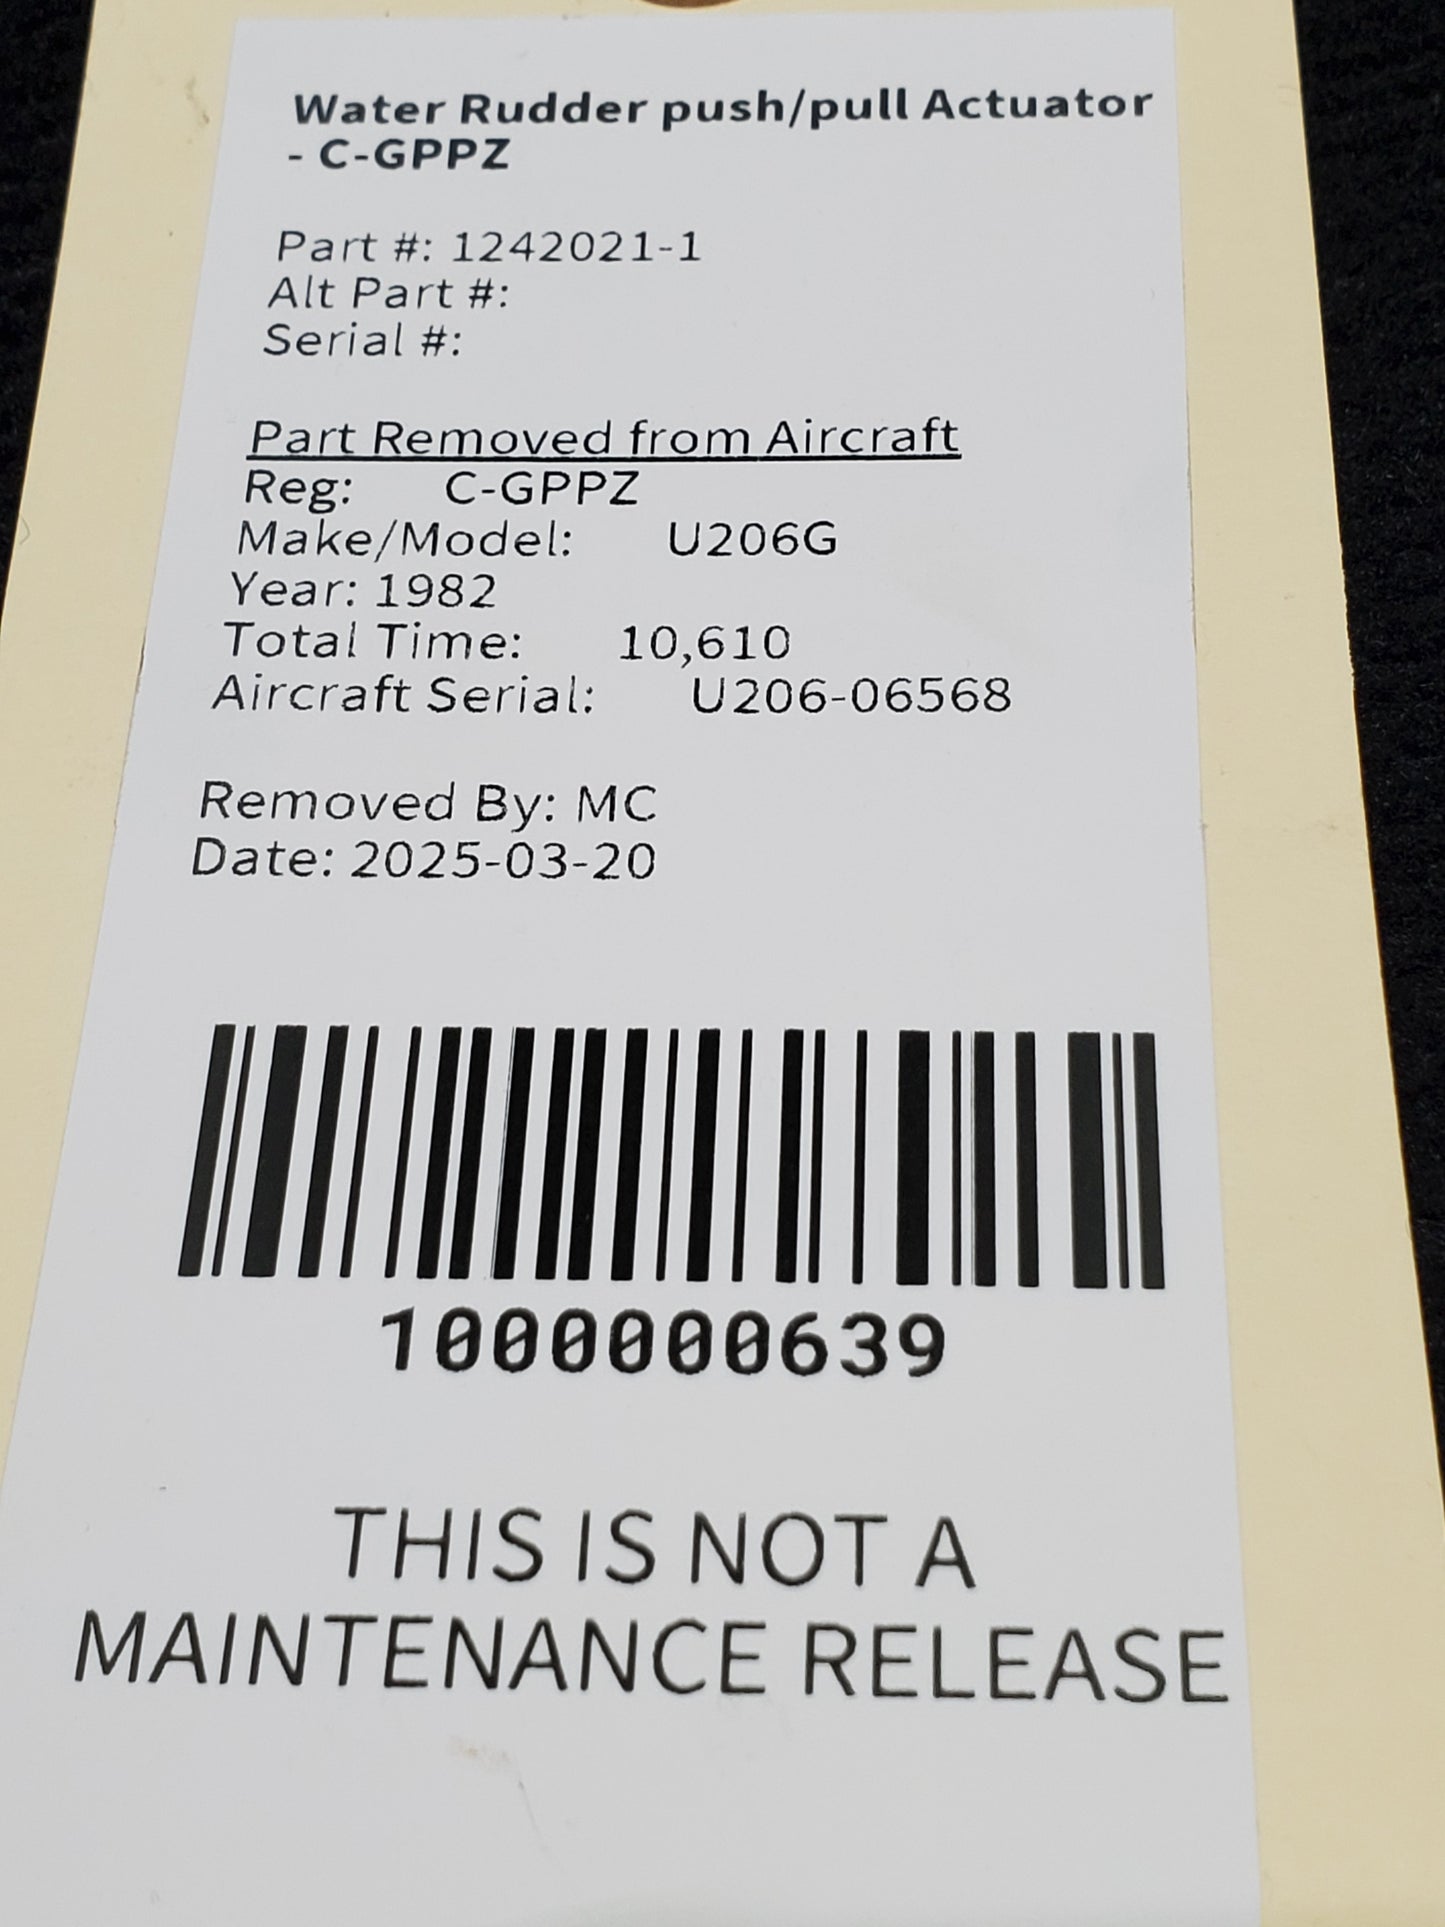 Water Rudder push/pull Actuator
- C-GPPZ
Part #: 1242021-1
Alt Part #:
Serial #:
Part Removed from Aircraft
Reg: C-GPPZ
Make/Model: U206G
Year: 1982
Total Time: 10,610
Aircraft Serial: U206-06568
Removed By: MC
Date: 2025-03-20
1000000639
THIS IS NOT A
MAINTENANCE RELEASE